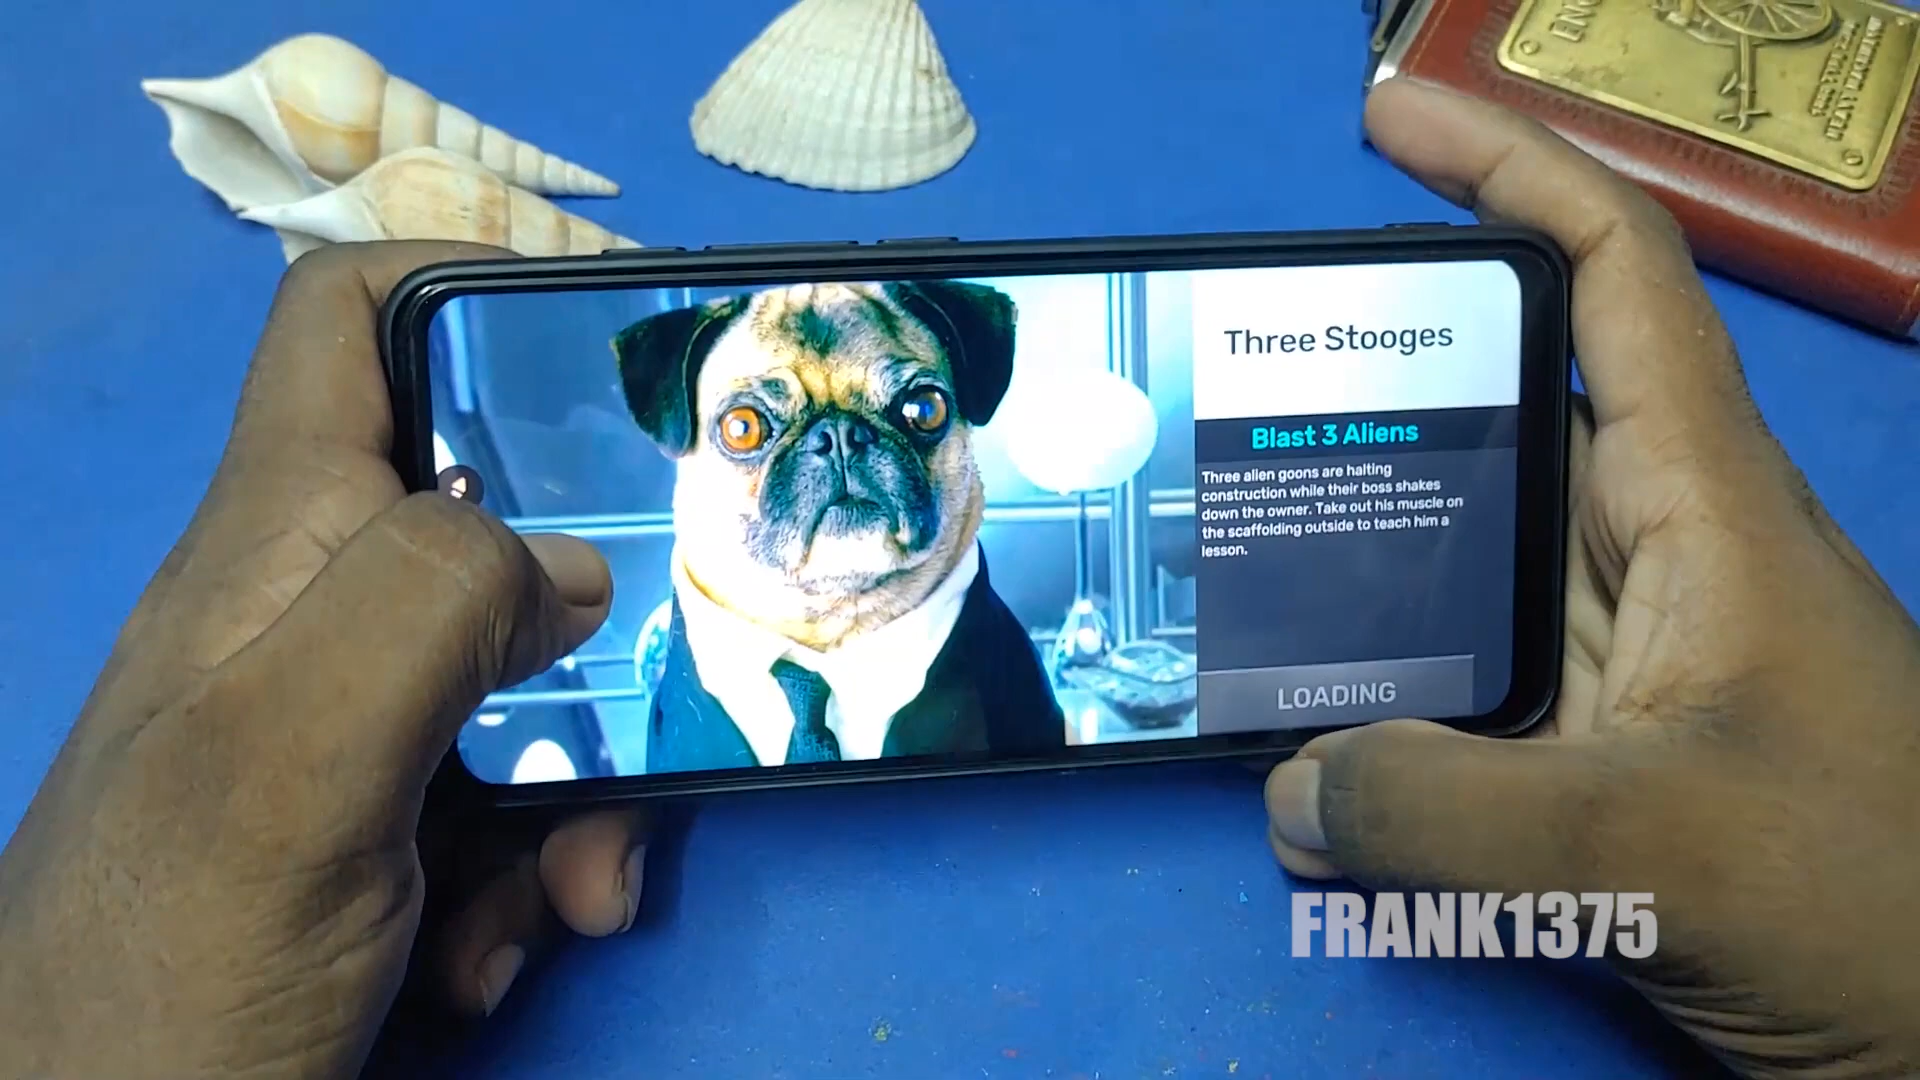 ENG
Three Stooges
Blast 3 Aliens
Three alien goons are halting
construction while their boss shakes
down the owner. Take out his muscle on
the scaffolding outside to teach him a
lesson.
LOADING
FRANK1375